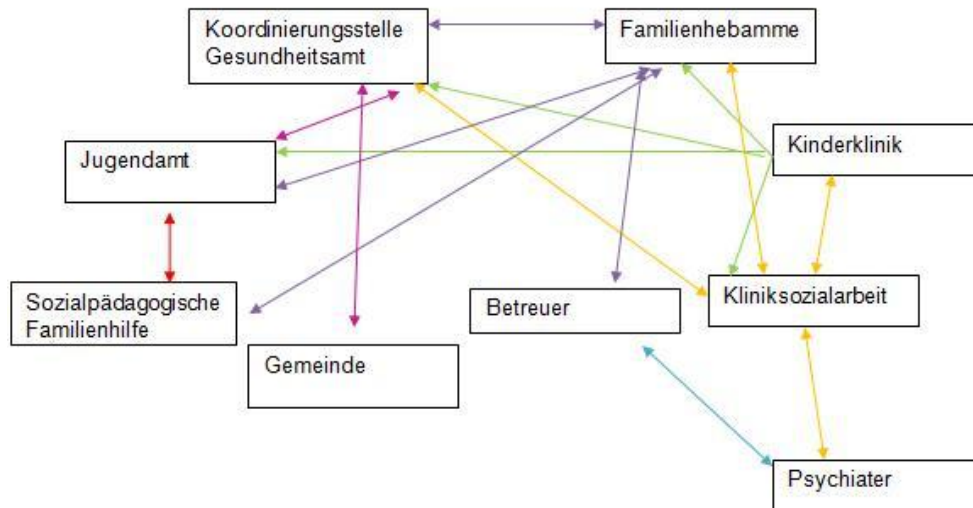 Koordinierungsstelle
Gesundheitsamt
Familienhebamme
Jugendamt
Kinderklinik
Sozialpädagogische
Familienhilfe
Betreuer
Kliniksozialarbeit
Gemeinde
Psychiater